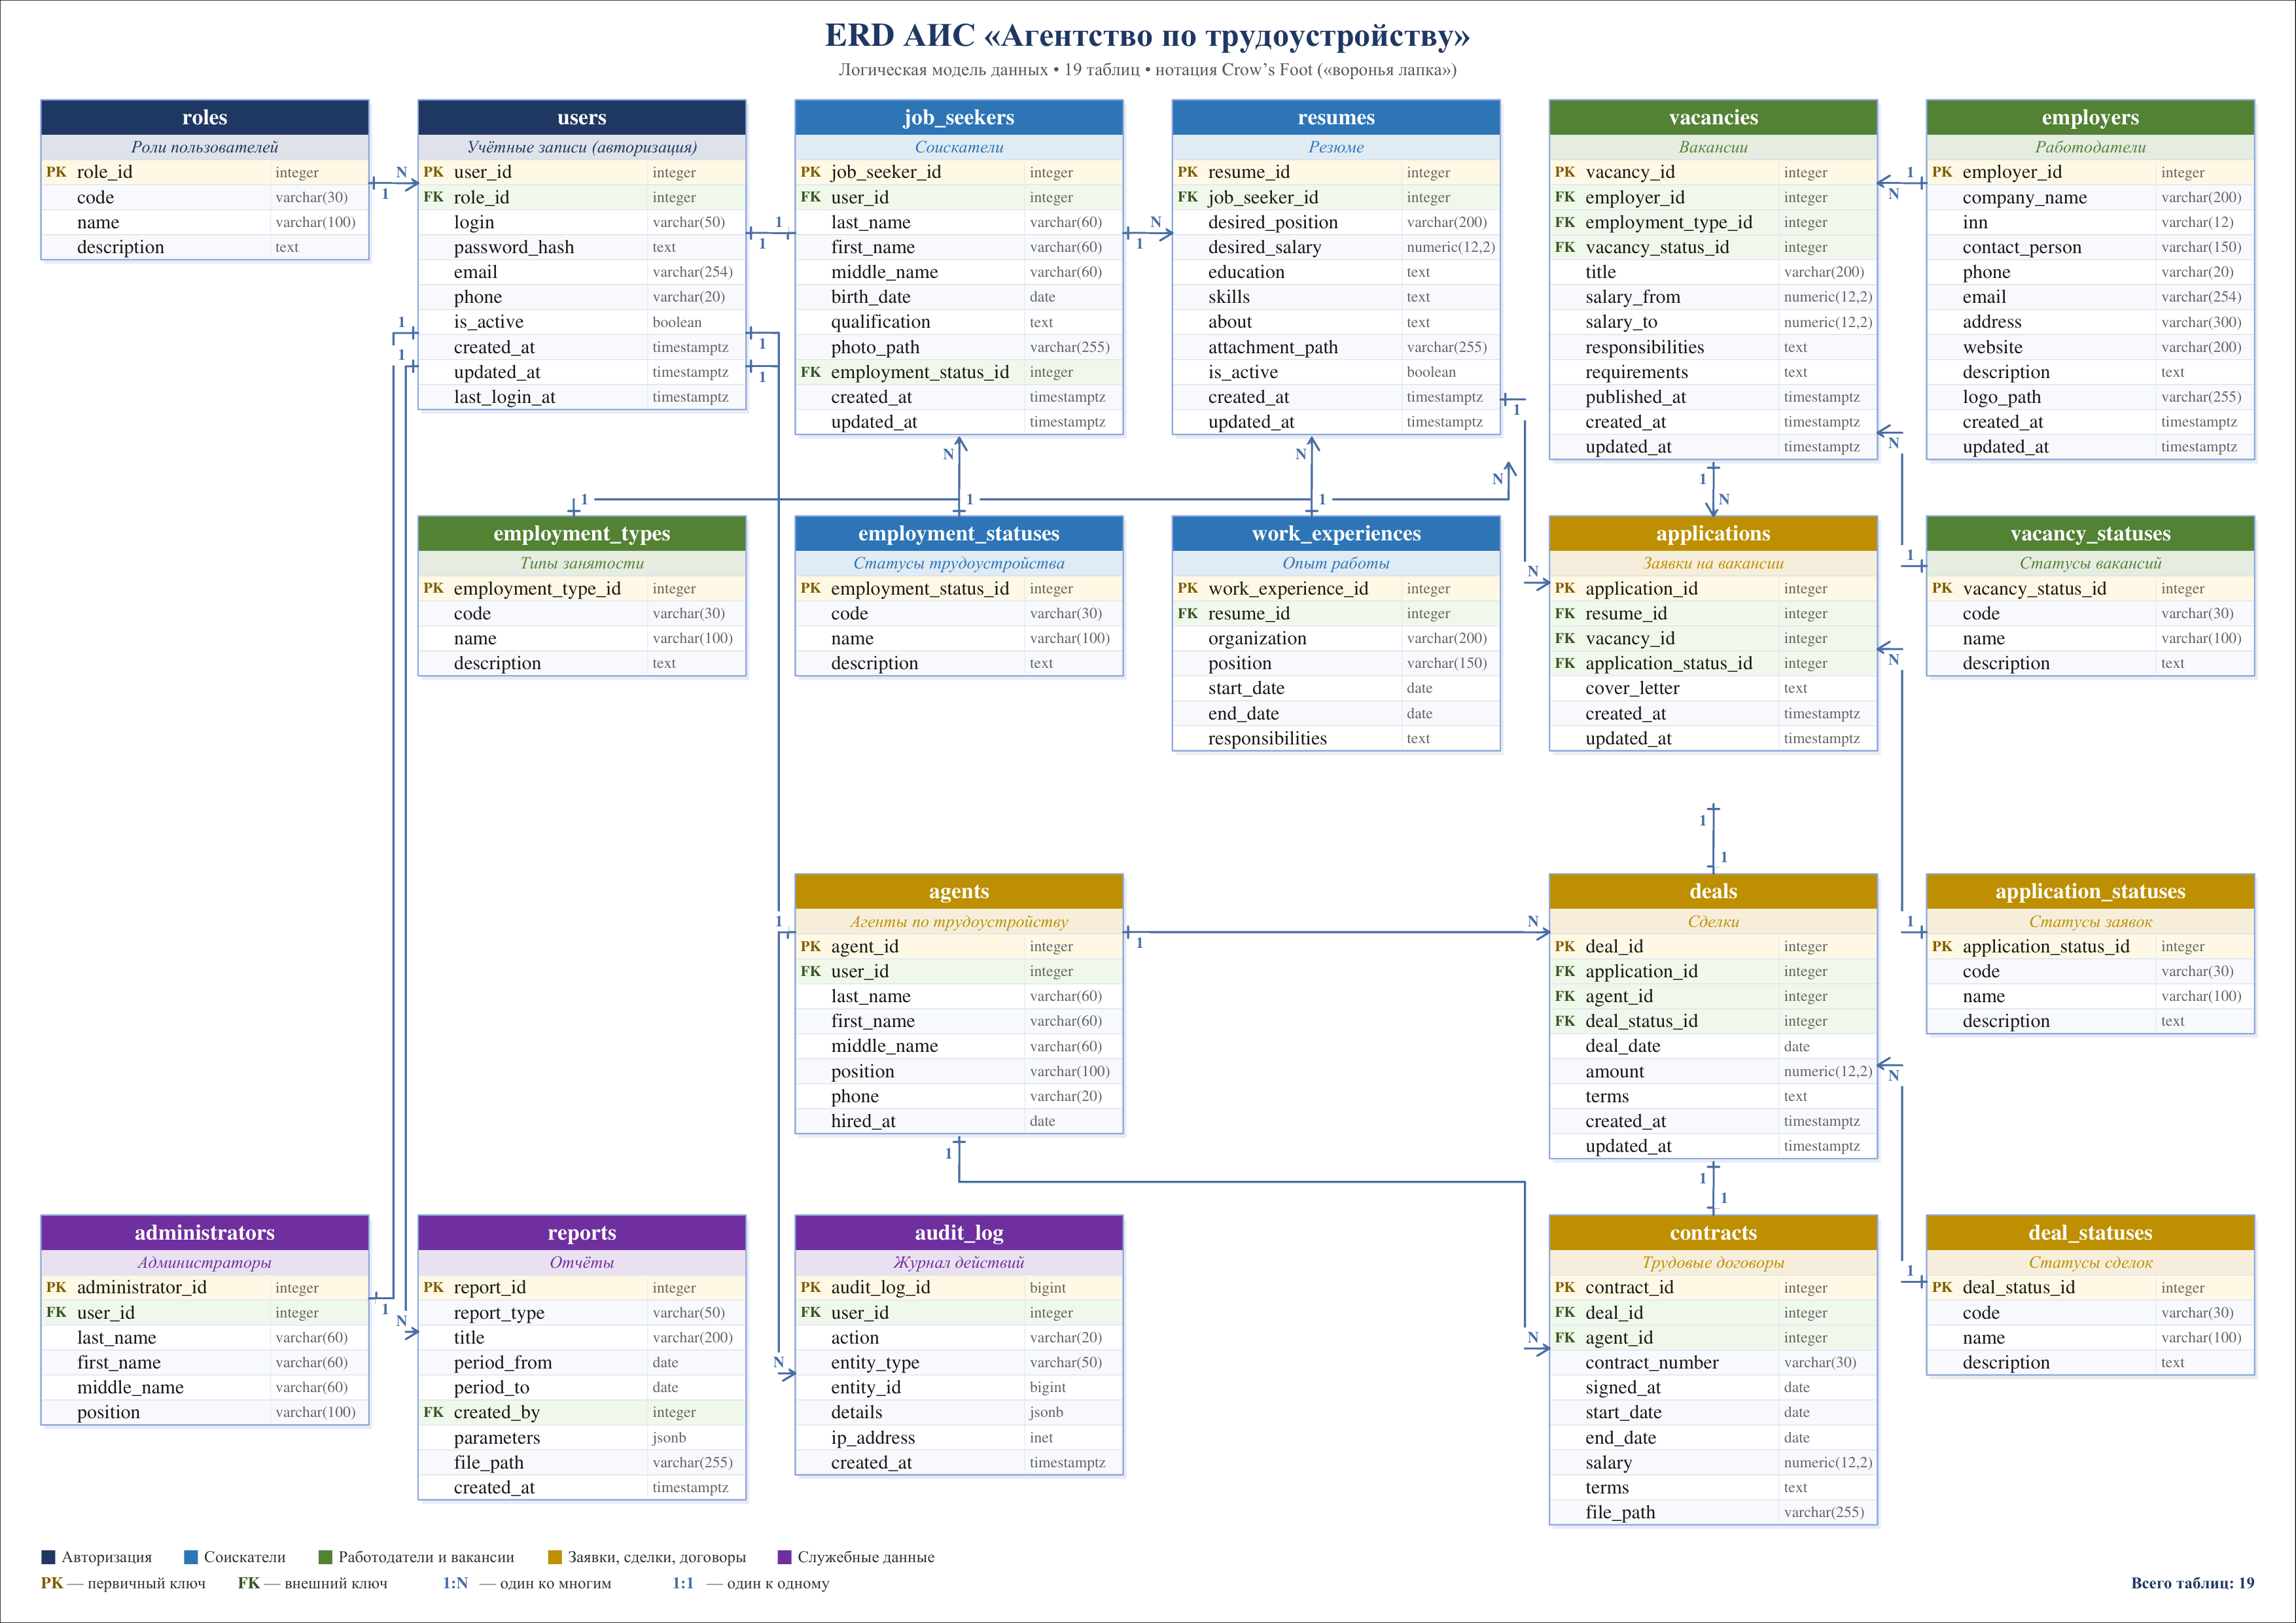 ERD АИС «Агентство по трудоустройству»
Логическая модель данных • 19 таблиц • нотация Crow’s Foot («воронья лапка»)
roles
Роли пользователей
PK role_id integer
code varchar(30)
name varchar(100)
description text
1
N
users
Учётные записи (авторизация)
PK user_id integer
FK role_id integer
login varchar(50)
password_hash text
email varchar(254)
phone varchar(20)
is_active boolean
created_at timestamptz
updated_at timestamptz
last_login_at timestamptz
1
1
1
1
1
1
job_seekers
Соискатели
PK job_seeker_id integer
FK user_id integer
last_name varchar(60)
first_name varchar(60)
middle_name varchar(60)
birth_date date
qualification text
photo_path varchar(255)
FK employment_status_id integer
created_at timestamptz
updated_at timestamptz
1
N
N
resumes
Резюме
PK resume_id integer
FK job_seeker_id integer
desired_position varchar(200)
desired_salary numeric(12,2)
education text
skills text
about text
attachment_path varchar(255)
is_active boolean
created_at timestamptz
updated_at timestamptz
1
N
N
vacancies
Вакансии
PK vacancy_id integer
FK employer_id integer
FK employment_type_id integer
FK vacancy_status_id integer
title varchar(200)
salary_from numeric(12,2)
salary_to numeric(12,2)
responsibilities text
requirements text
published_at timestamptz
created_at timestamptz
updated_at timestamptz
1
N
N
1
N
employers
Работодатели
PK employer_id integer
company_name varchar(200)
inn varchar(12)
contact_person varchar(150)
phone varchar(20)
email varchar(254)
address varchar(300)
website varchar(200)
description text
logo_path varchar(255)
created_at timestamptz
updated_at timestamptz
1
employment_types
Типы занятости
PK employment_type_id integer
code varchar(30)
name varchar(100)
description text
1
employment_statuses
Статусы трудоустройства
PK employment_status_id integer
code varchar(30)
name varchar(100)
description text
1
work_experiences
Опыт работы
PK work_experience_id integer
FK resume_id integer
organization varchar(200)
position varchar(150)
start_date date
end_date date
responsibilities text
N
applications
Заявки на вакансии
PK application_id integer
FK resume_id integer
FK vacancy_id integer
FK application_status_id integer
cover_letter text
created_at timestamptz
updated_at timestamptz
N
1
vacancy_statuses
Статусы вакансий
PK vacancy_status_id integer
code varchar(30)
name varchar(100)
description text
1
1
1
agents
Агенты по трудоустройству
PK agent_id integer
FK user_id integer
last_name varchar(60)
first_name varchar(60)
middle_name varchar(60)
position varchar(100)
phone varchar(20)
hired_at date
1
1
N
deals
Сделки
PK deal_id integer
FK application_id integer
FK agent_id integer
FK deal_status_id integer
deal_date date
amount numeric(12,2)
terms text
created_at timestamptz
updated_at timestamptz
N
1
1
1
application_statuses
Статусы заявок
PK application_status_id integer
code varchar(30)
name varchar(100)
description text
administrators
Администраторы
PK administrator_id integer
FK user_id integer
last_name varchar(60)
first_name varchar(60)
middle_name varchar(60)
position varchar(100)
1
N
reports
Отчёты
PK report_id integer
report_type varchar(50)
title varchar(200)
period_from date
period_to date
FK created_by integer
parameters jsonb
file_path varchar(255)
created_at timestamptz
N
audit_log
Журнал действий
PK audit_log_id bigint
FK user_id integer
action varchar(20)
entity_type varchar(50)
entity_id bigint
details jsonb
ip_address inet
created_at timestamptz
N
contracts
Трудовые договоры
PK contract_id integer
FK deal_id integer
FK agent_id integer
contract_number varchar(30)
signed_at date
start_date date
end_date date
salary numeric(12,2)
terms text
file_path varchar(255)
1
deal_statuses
Статусы сделок
PK deal_status_id integer
code varchar(30)
name varchar(100)
description text
Авторизация Соискатели Работодатели и вакансии Заявки, сделки, договоры Служебные данные
PK — первичный ключ FK — внешний ключ 1:N — один ко многим 1:1 — один к одному
Всего таблиц: 19